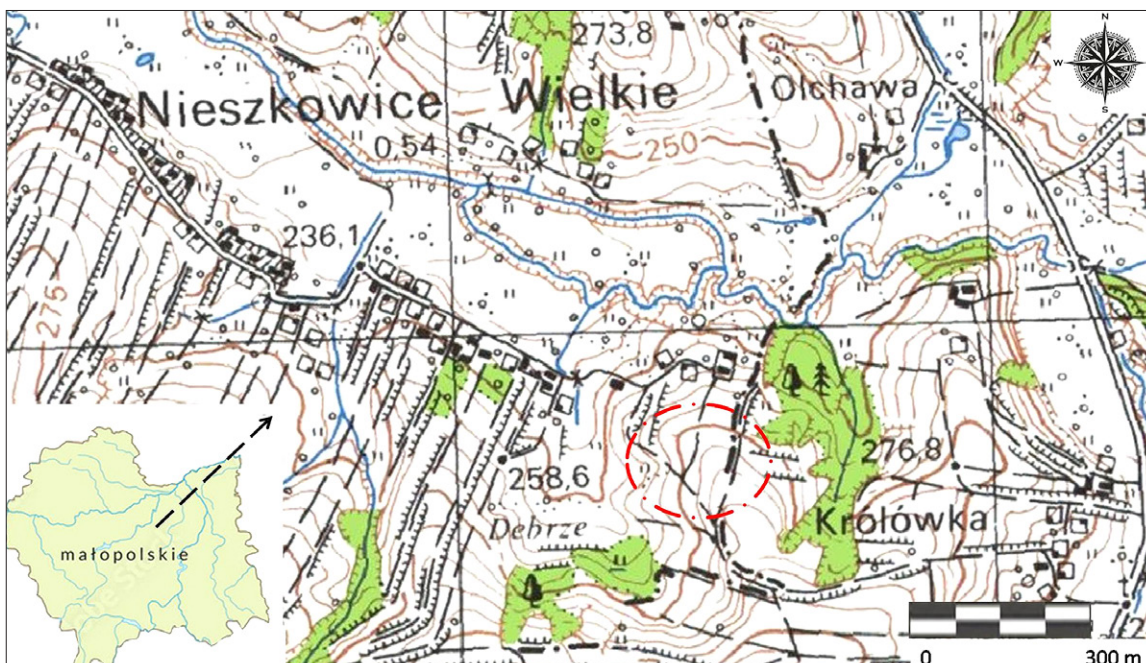 273,8
N
W
E
S
Nieszkowice Wielkie
Olchawa
0,54
250
236,1
275
276,8
258,6
Debrze
Królówka
małopolskie
0
300 m